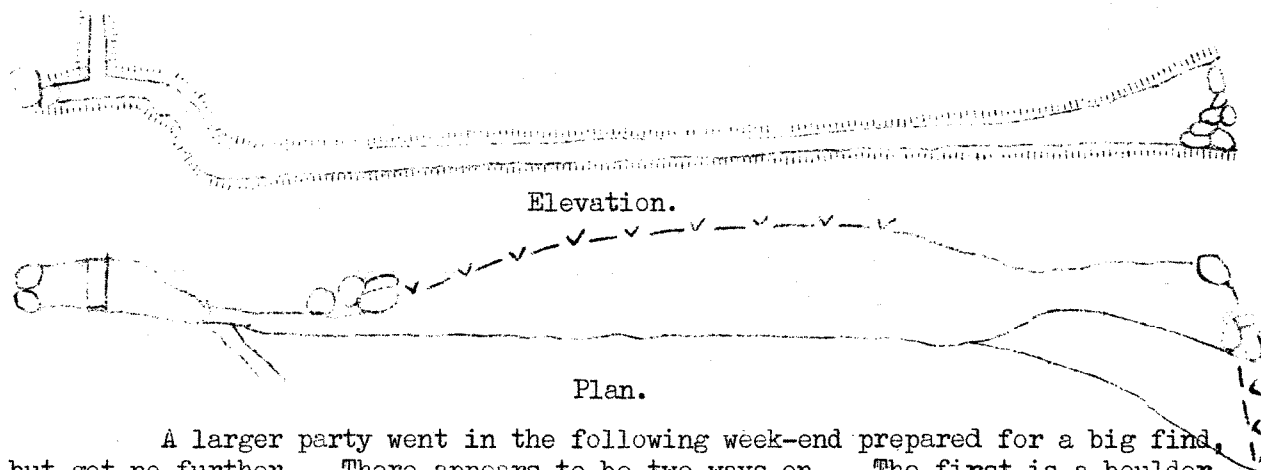 Elevation.
Plan.
A larger party went in the following week-end prepared for a big find,
but got no further. There appears to be two ways on. The first is a boulder